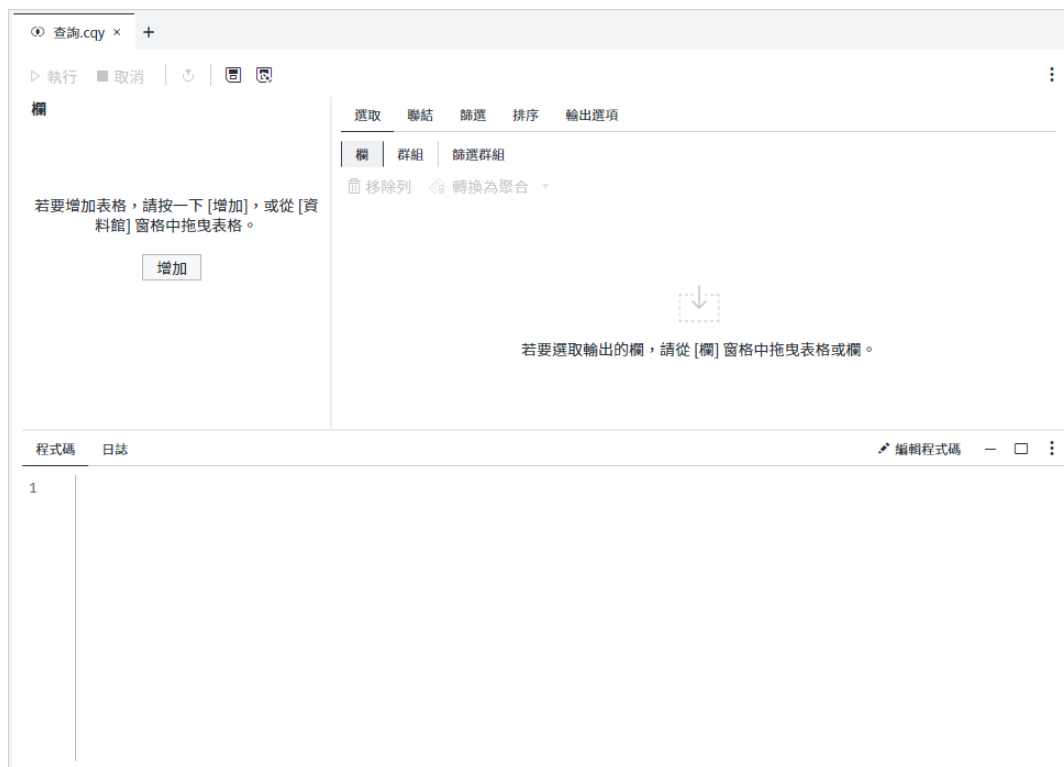 查詢.cqy × +
執行 取消
欄
選取 聯結 篩選 排序 輸出選項
欄 群組 篩選群組
移除列 轉換為聚合
若要增加表格，請按一下 [增加]，或從 [資
料館] 窗格中拖曳表格。
增加
若要選取輸出的欄，請從 [欄] 窗格中拖曳表格或欄。
程式碼 日誌 編輯程式碼
1